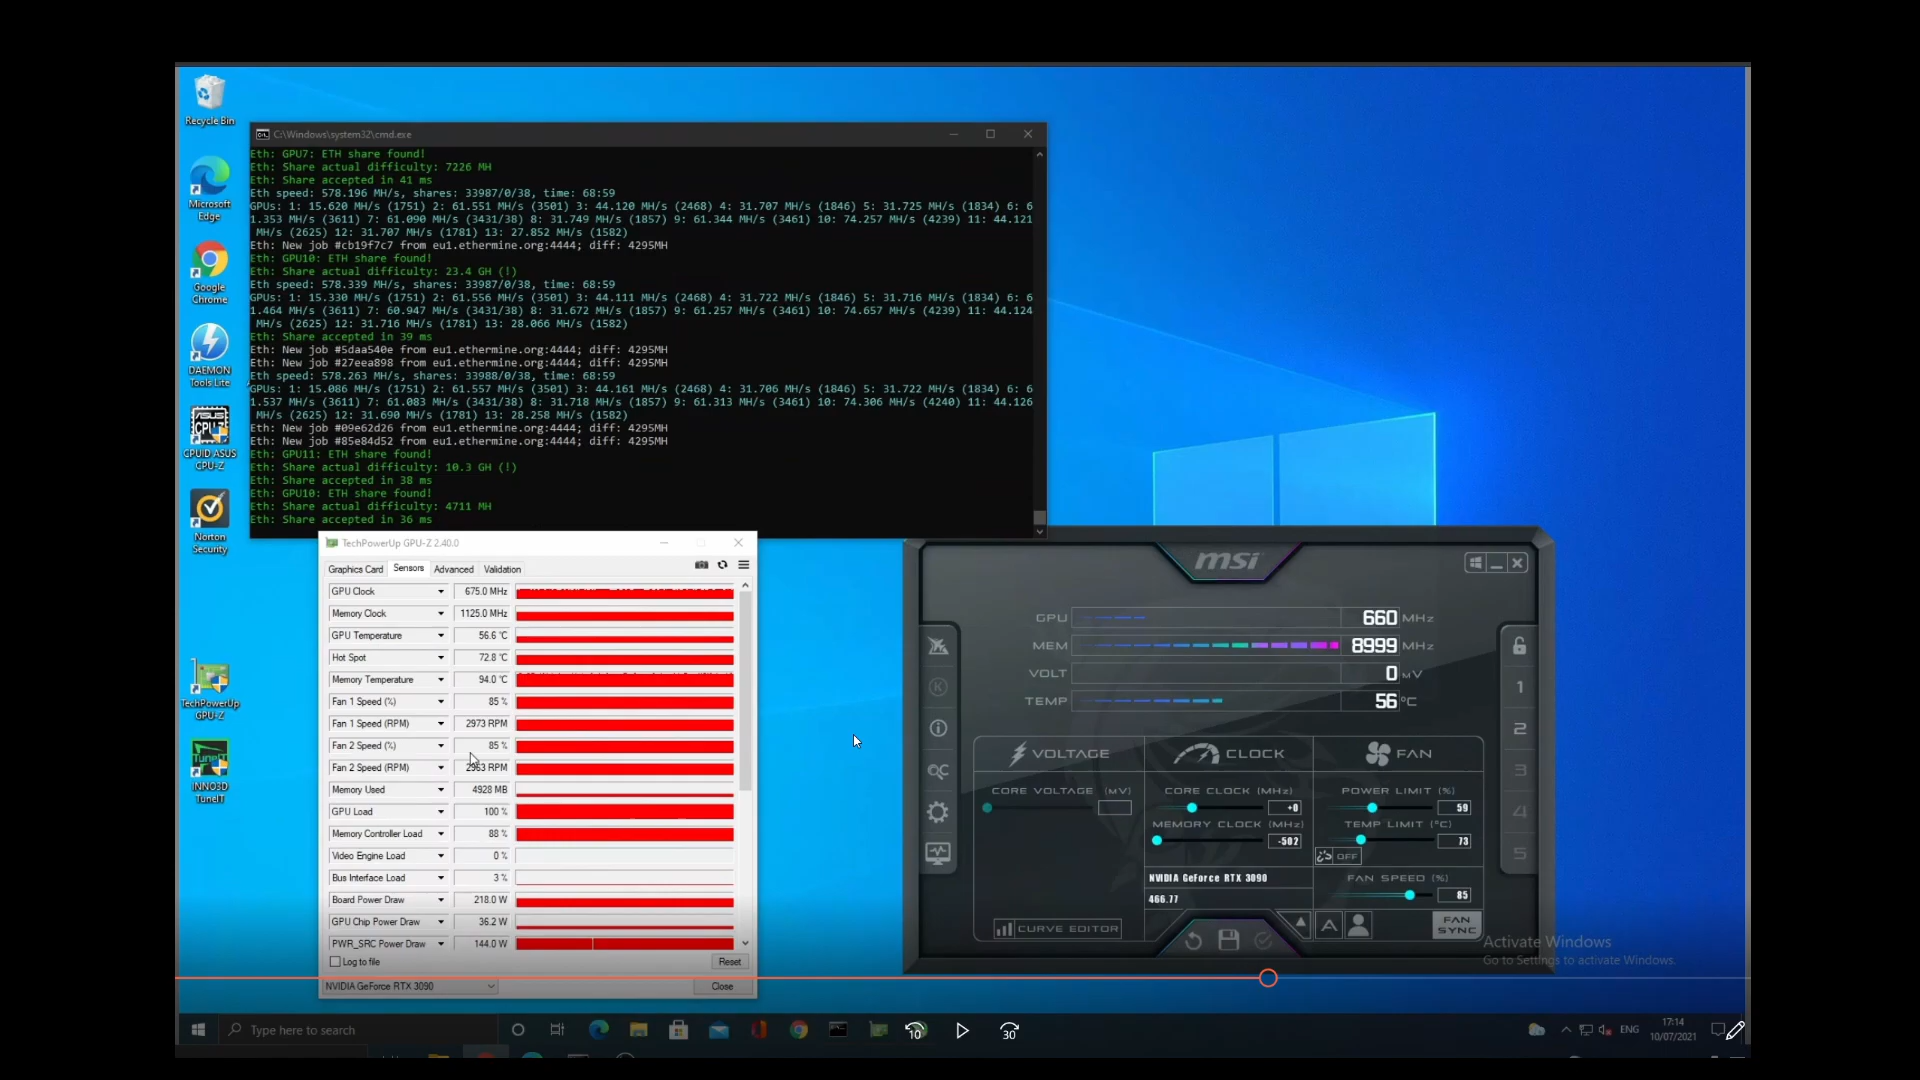 Recycle Bin
Microsoft
Edge
Google
Chrome
DAEMON
Tools Lite
CPUID ASUS
CPU-Z
Norton
Security
TechPowerUp
GPU-Z
INNO3D
TuneIT
C:\Windows\system32\cmd.exe
Eth: GPU7: ETH share found!
Eth: Share actual difficulty: 7226 MH
Eth: Share accepted in 41 ms
Eth speed: 578.196 MH/s, shares: 33987/0/38, time: 68:59
GPUs: 1: 15.620 MH/s (1751) 2: 61.551 MH/s (3501) 3: 44.120 MH/s (2468) 4: 31.707 MH/s (1846) 5: 31.725 MH/s (1834) 6: 6
1.353 MH/s (3611) 7: 61.090 MH/s (3431/38) 8: 31.749 MH/s (1857) 9: 61.344 MH/s (3461) 10: 74.257 MH/s (4239) 11: 44.121
MH/s (2625) 12: 31.707 MH/s (1781) 13: 27.852 MH/s (1582)
Eth: New job #cb19f7c7 from eu1.ethermine.org:4444; diff: 4295MH
Eth: GPU10: ETH share found!
Eth: Share actual difficulty: 23.4 GH (!)
Eth speed: 578.339 MH/s, shares: 33987/0/38, time: 68:59
GPUs: 1: 15.330 MH/s (1751) 2: 61.556 MH/s (3501) 3: 44.111 MH/s (2468) 4: 31.722 MH/s (1846) 5: 31.716 MH/s (1834) 6: 6
1.464 MH/s (3611) 7: 60.947 MH/s (3431/38) 8: 31.672 MH/s (1857) 9: 61.257 MH/s (3461) 10: 74.657 MH/s (4239) 11: 44.124
MH/s (2625) 12: 31.716 MH/s (1781) 13: 28.066 MH/s (1582)
Eth: Share accepted in 39 ms
Eth: New job #5daa540e from eu1.ethermine.org:4444; diff: 4295MH
Eth: New job #27eea898 from eu1.ethermine.org:4444; diff: 4295MH
Eth speed: 578.263 MH/s, shares: 33988/0/38, time: 68:59
GPUs: 1: 15.086 MH/s (1751) 2: 61.557 MH/s (3501) 3: 44.161 MH/s (2468) 4: 31.706 MH/s (1846) 5: 31.722 MH/s (1834) 6: 6
1.537 MH/s (3611) 7: 61.083 MH/s (3431/38) 8: 31.718 MH/s (1857) 9: 61.313 MH/s (3461) 10: 74.306 MH/s (4240) 11: 44.126
MH/s (2625) 12: 31.690 MH/s (1781) 13: 28.258 MH/s (1582)
Eth: New job #09e62d26 from eu1.ethermine.org:4444; diff: 4295MH
Eth: New job #85e84d52 from eu1.ethermine.org:4444; diff: 4295MH
Eth: GPU11: ETH share found!
Eth: Share actual difficulty: 10.3 GH (!)
Eth: Share accepted in 38 ms
Eth: GPU10: ETH share found!
Eth: Share actual difficulty: 4711 MH
Eth: Share accepted in 36 ms
TechPowerUp GPU-Z 2.40.0
Graphics Card Sensors Advanced Validation
GPU Clock 675.0 MHz
Memory Clock 1125.0 MHz
GPU Temperature 56.6 °C
Hot Spot 72.8 °C
Memory Temperature 94.0 °C
Fan 1 Speed (%) 85 %
Fan 1 Speed (RPM) 2973 RPM
Fan 2 Speed (%) 85 %
Fan 2 Speed (RPM) 2963 RPM
Memory Used 4928 MB
GPU Load 100 %
Memory Controller Load 88 %
Video Engine Load 0 %
Bus Interface Load 3 %
Board Power Draw 218.0 W
GPU Chip Power Draw 36.2 W
PWR_SRC Power Draw 144.0 W
Log to file Reset
NVIDIA GeForce RTX 3090 Close
msi
GPU 660 MHz
MEM 8999 MHz
VOLT 0 mV
TEMP 56 °C
K
OC
1
2
3
4
5
VOLTAGE
CORE VOLTAGE (MV)
CURVE EDITOR
CLOCK
CORE CLOCK (MHz) +0
MEMORY CLOCK (MHz) -502
NVIDIA GeForce RTX 3090
466.77
FAN
POWER LIMIT (%) 59
TEMP LIMIT (°C) 73
OFF
FAN SPEED (%) 85
A
FAN
SYNC
Activate Windows
Go to Settings to activate Windows.
Type here to search
10
30
ENG
17:14
10/07/2021